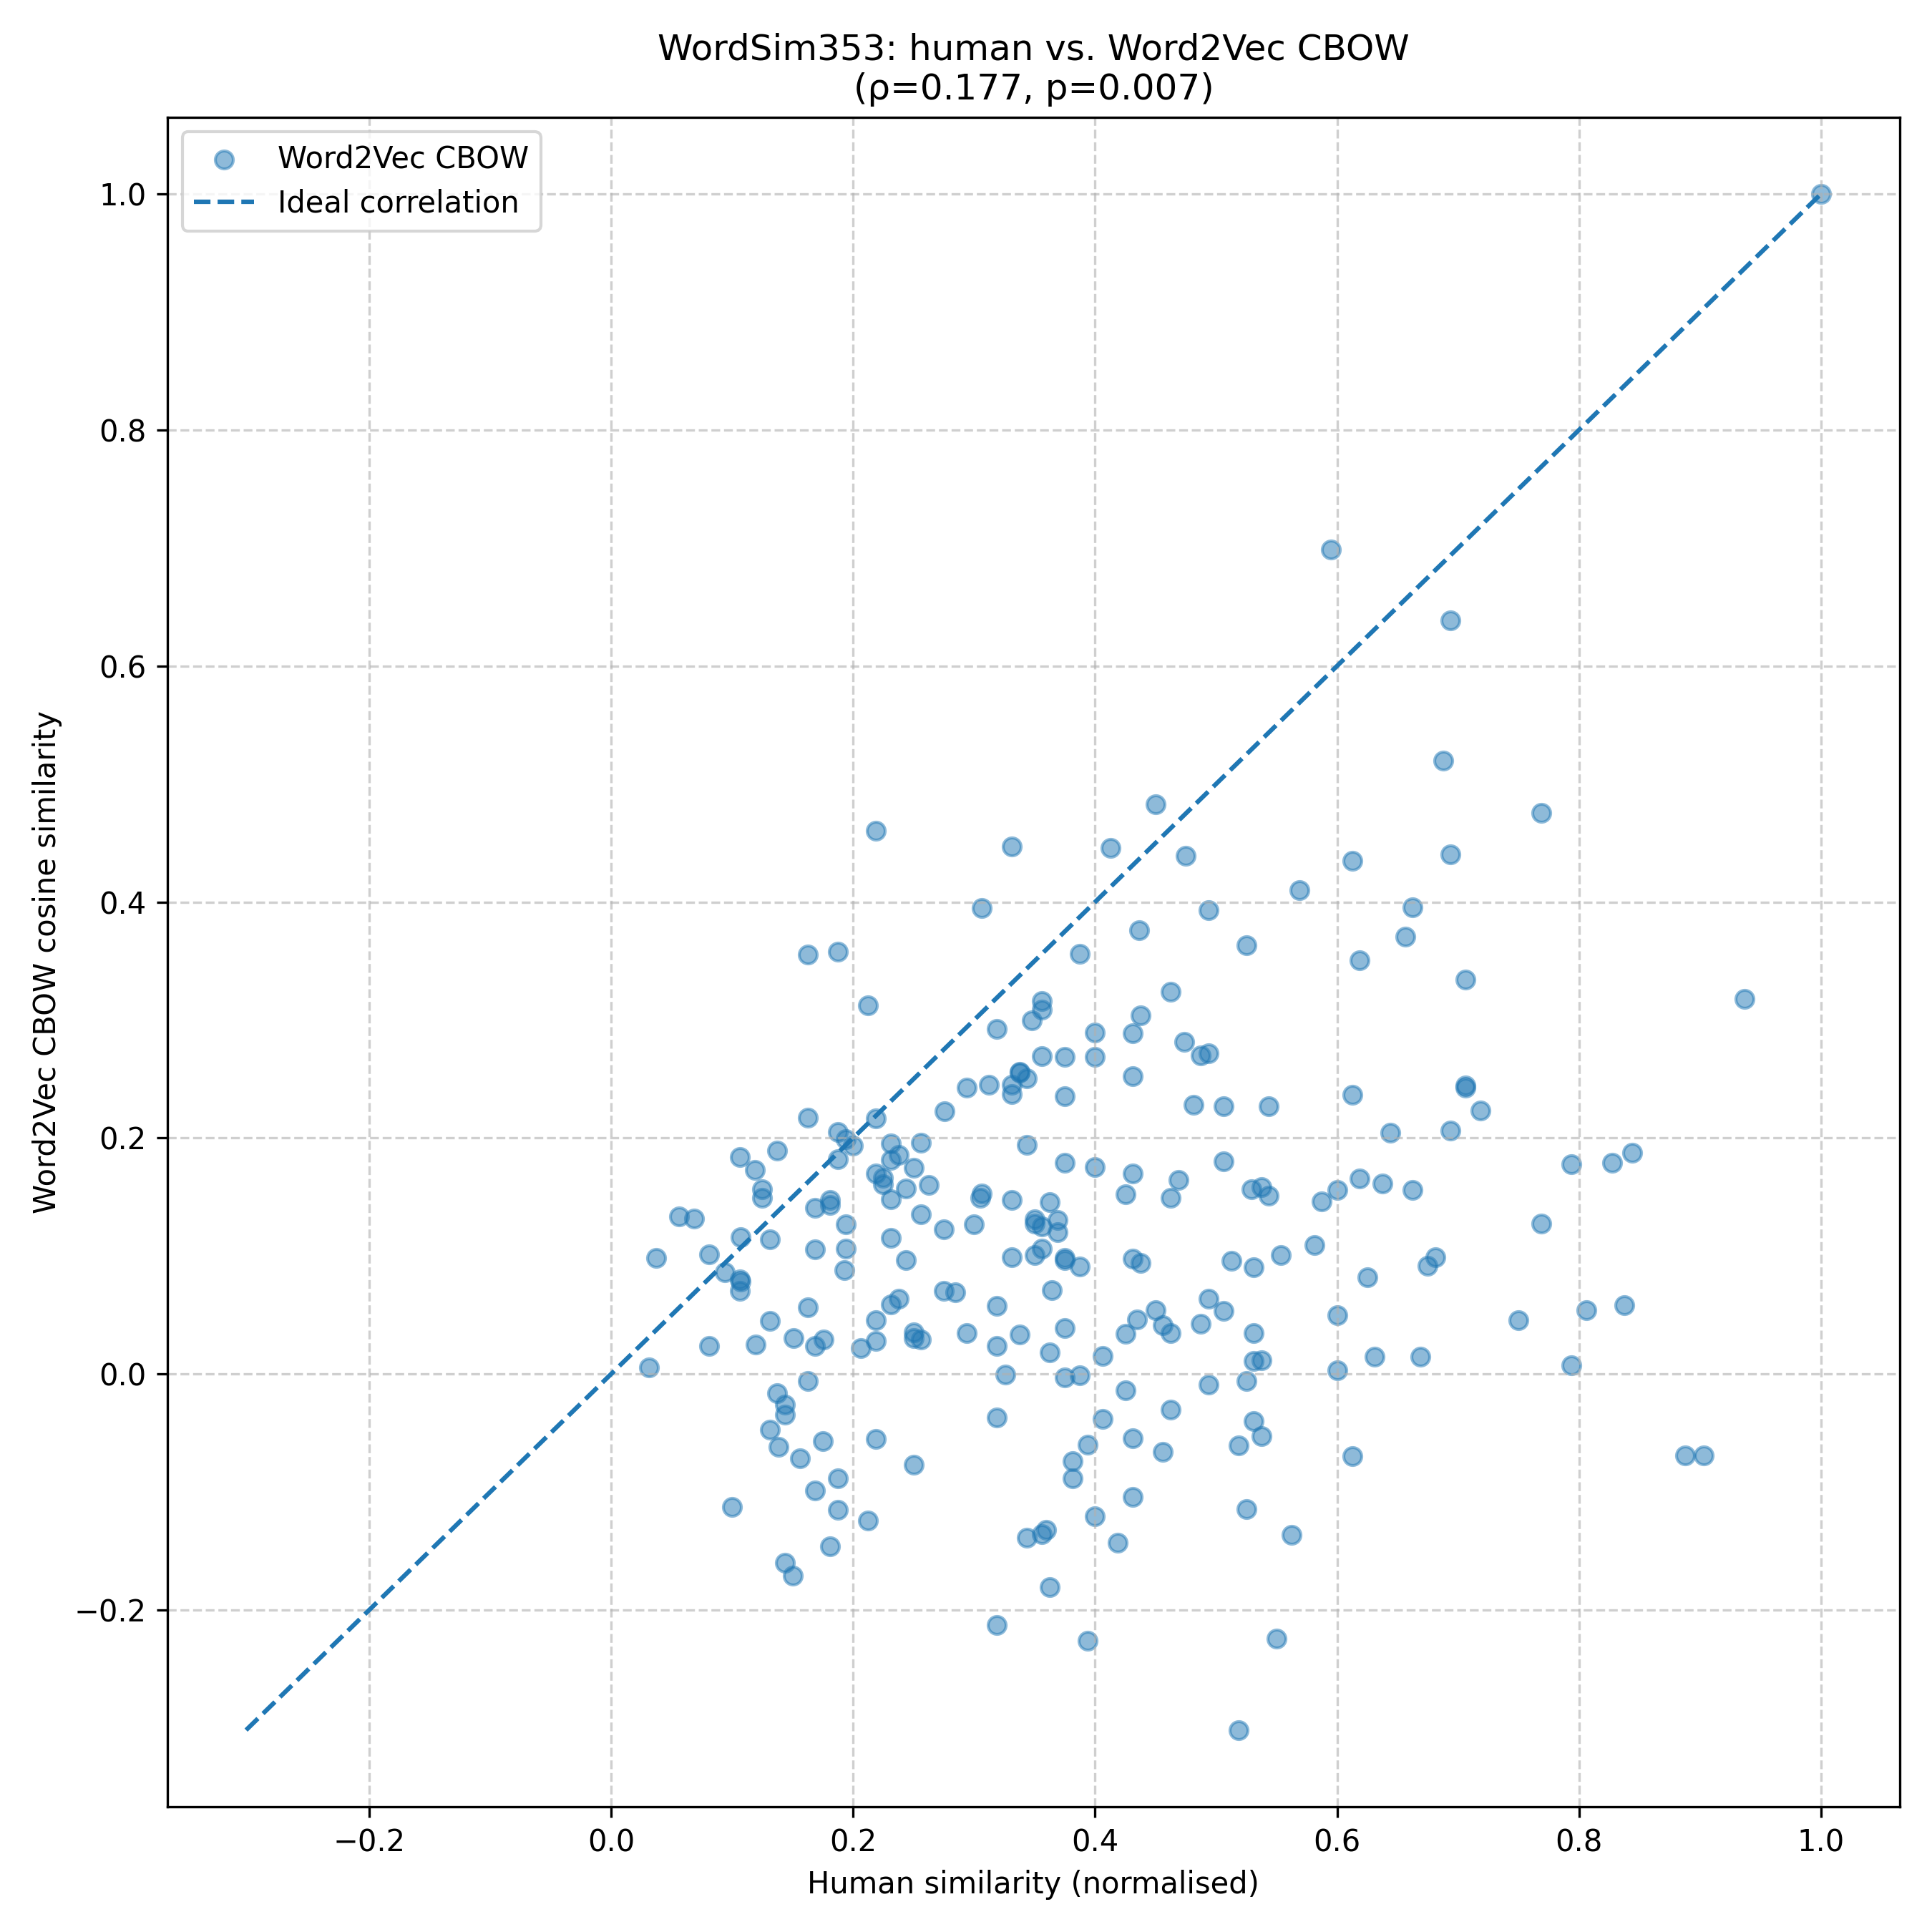 WordSim353: human vs. Word2Vec CBOW
(ρ=0.177, p=0.007)
Word2Vec CBOW
Ideal correlation
1.0
0.8
0.6
0.4
0.2
0.0
−0.2
Word2Vec CBOW cosine similarity
−0.2
0.0
0.2
0.4
0.6
0.8
1.0
Human similarity (normalised)